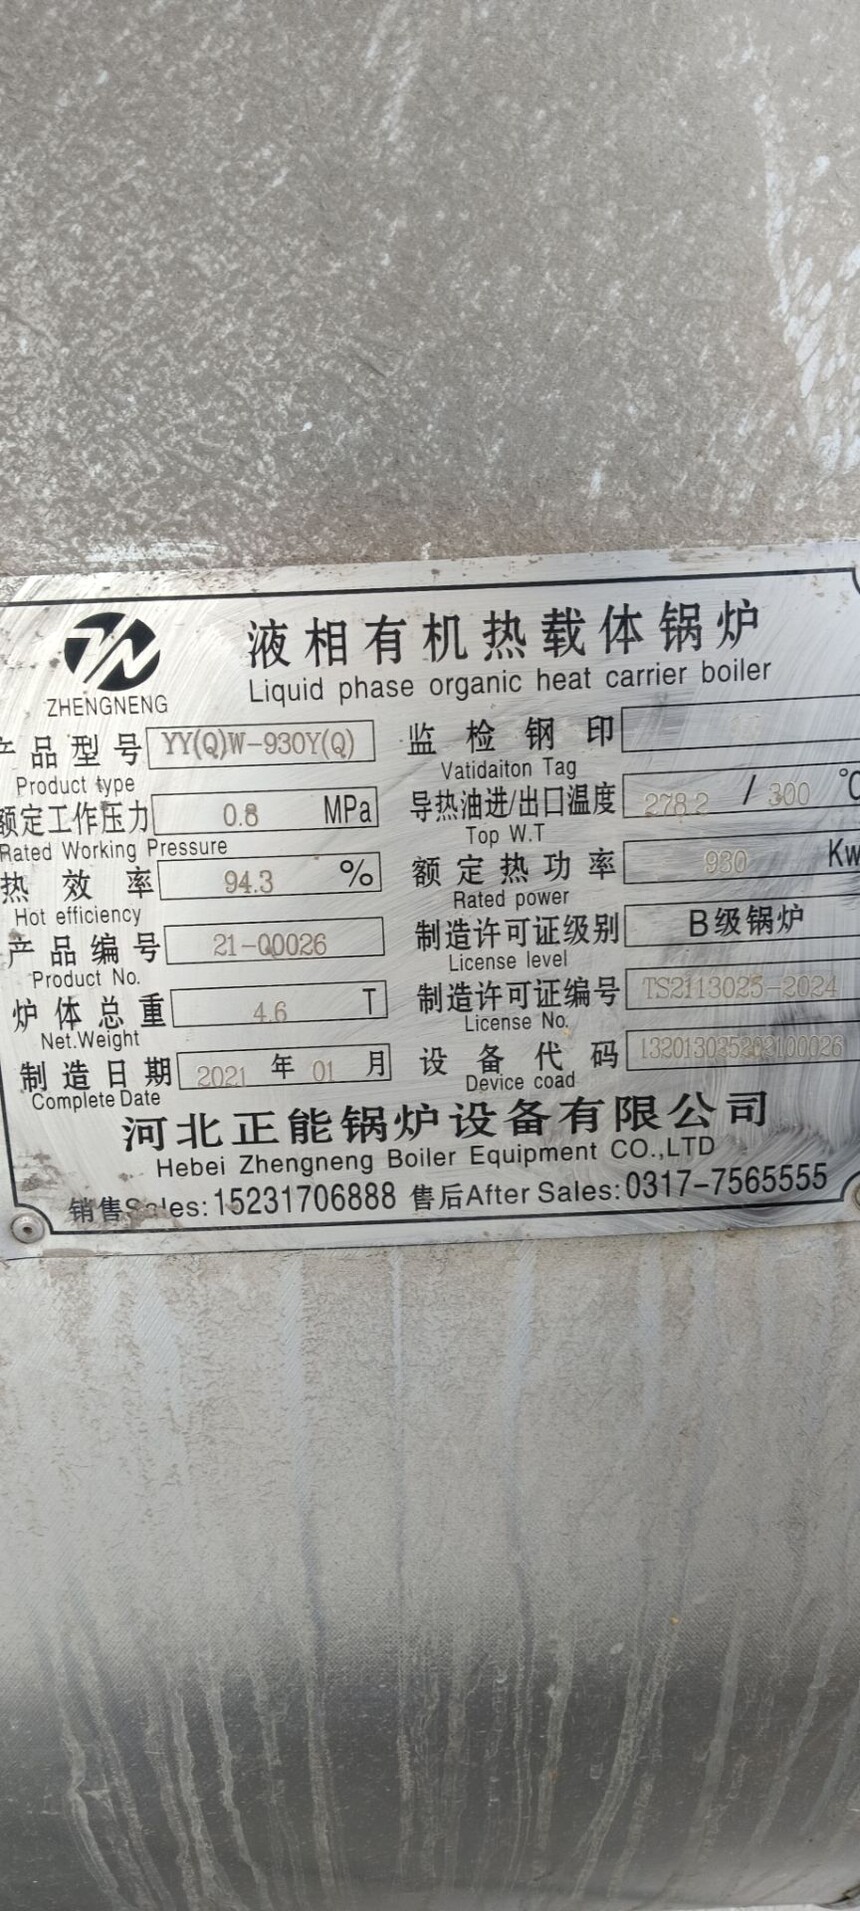 液相有机热载体锅炉
ZHENGNENG
Liquid phase organic heat carrier boiler
产品型号 YY(Q)W-930Y(Q) 监检钢印
Product type Vatidaiton Tag
额定工作压力 0.8 MPa 导热油进/出口温度 278.2 / 300 ℃
Rated Working Pressure Top W.T
热效率 94.3 % 额定热功率 930 Kw
Hot efficiency Rated power
产品编号 21-00026 制造许可证级别 B级锅炉
Product No. License level
炉体总重 4.6 T 制造许可证编号 TS2113025-2024
Net.Weight License No.
制造日期 2021 年 01 月 设备代码 132013025202100026
Complete Date Device coad
河北正能锅炉设备有限公司
Hebei Zhengneng Boiler Equipment CO.,LTD
销售Sales:15231706888 售后After Sales:0317-7565555